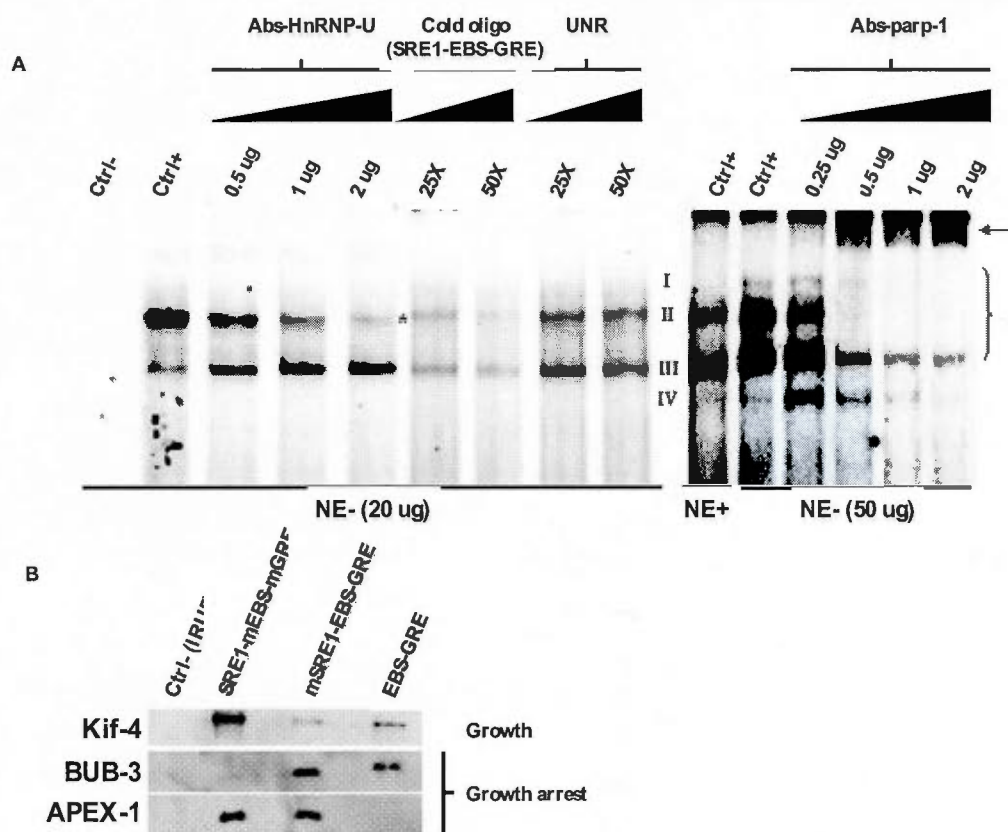 Abs-HnRNP-U Cold oligo UNR Abs-parp-1
(SRE1-EBS-GRE)
A
Ctrl- Ctrl+ 0.5 ug 1 ug 2 ug 25X 50X 25X 50X Ctrl+ Ctrl+ 0.25 ug 0.5 ug 1 ug 2 ug
I
II
*
III
IV
NE- (20 ug) NE+ NE- (50 ug)
B
Ctrl- SRE1-mEBS-mGRE mSRE1-EBS-GRE EBS-GRE
Kif-4 Growth
BUB-3
Growth arrest
APEX-1